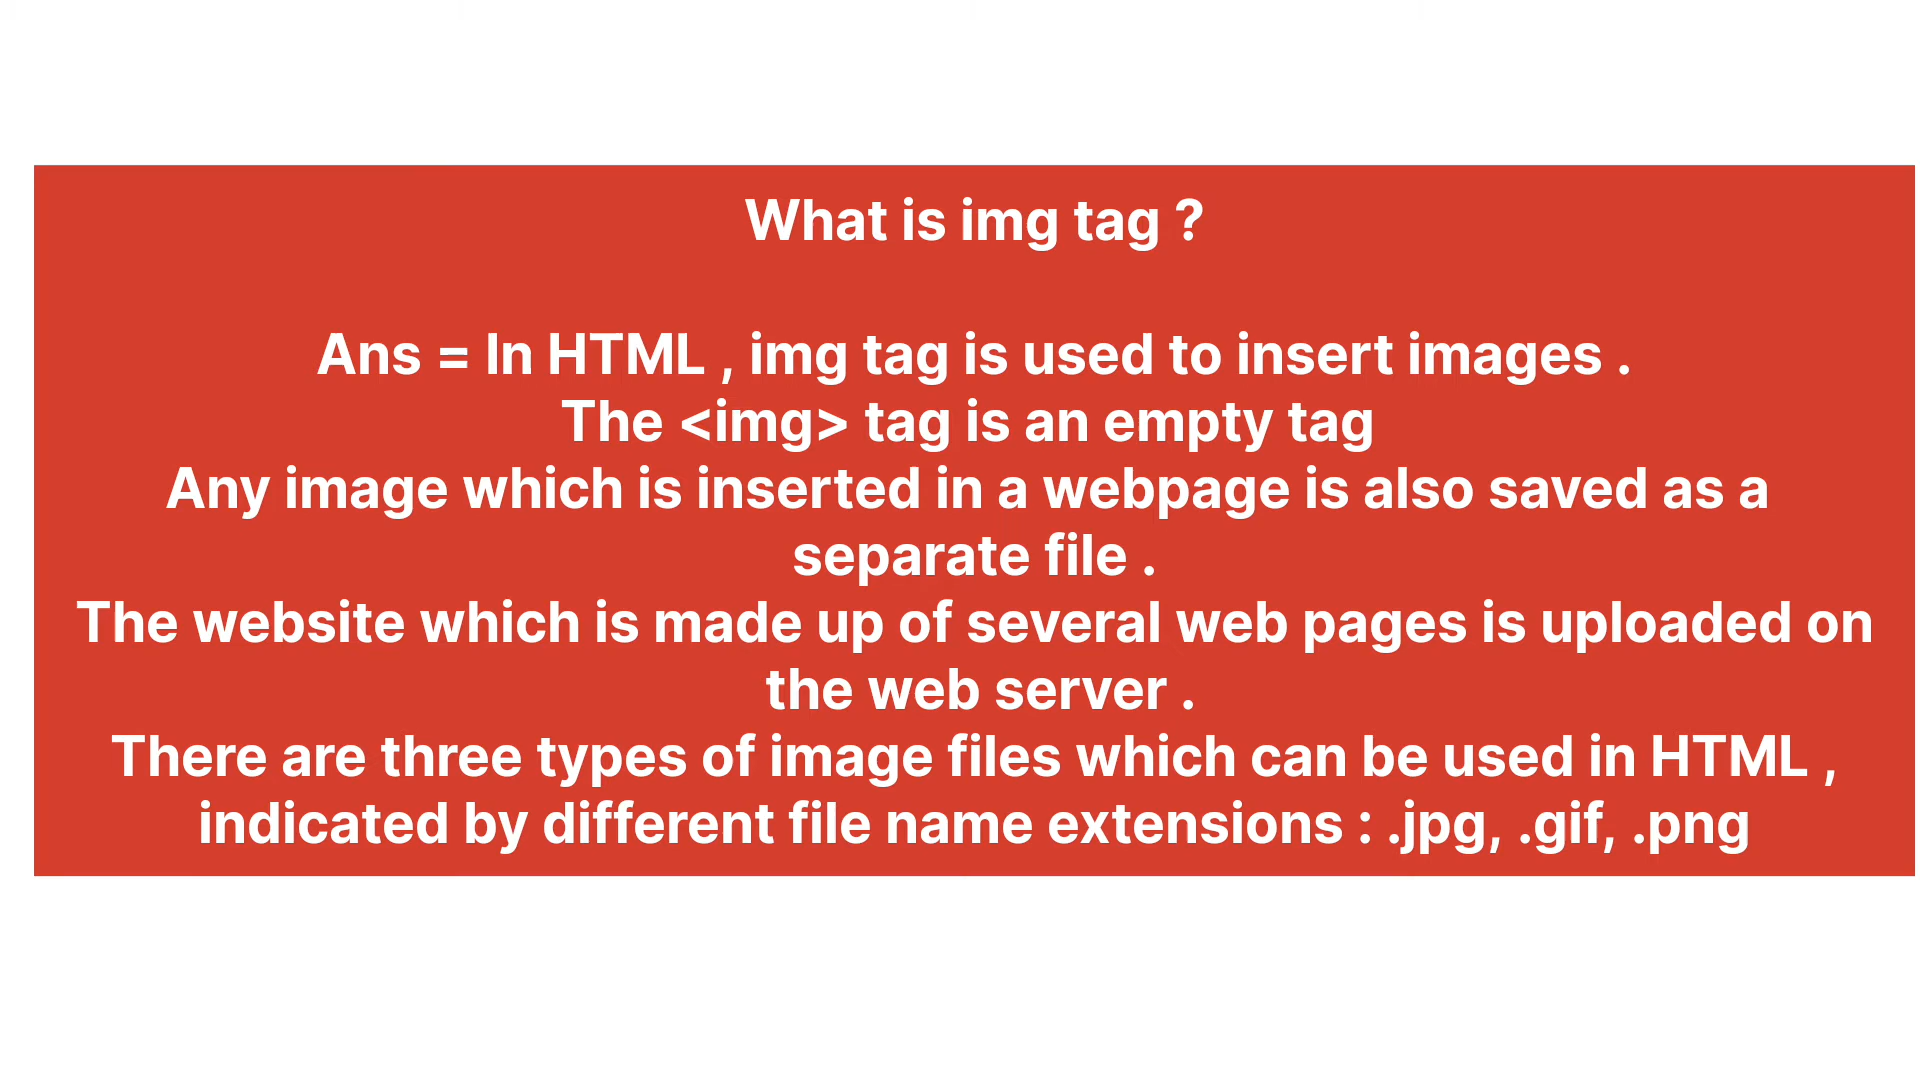 What is img tag ?
Ans = In HTML , img tag is used to insert images .
The <img> tag is an empty tag
Any image which is inserted in a webpage is also saved as a
separate file .
The website which is made up of several web pages is uploaded on
the web server .
There are three types of image files which can be used in HTML ,
indicated by different file name extensions : .jpg, .gif, .png